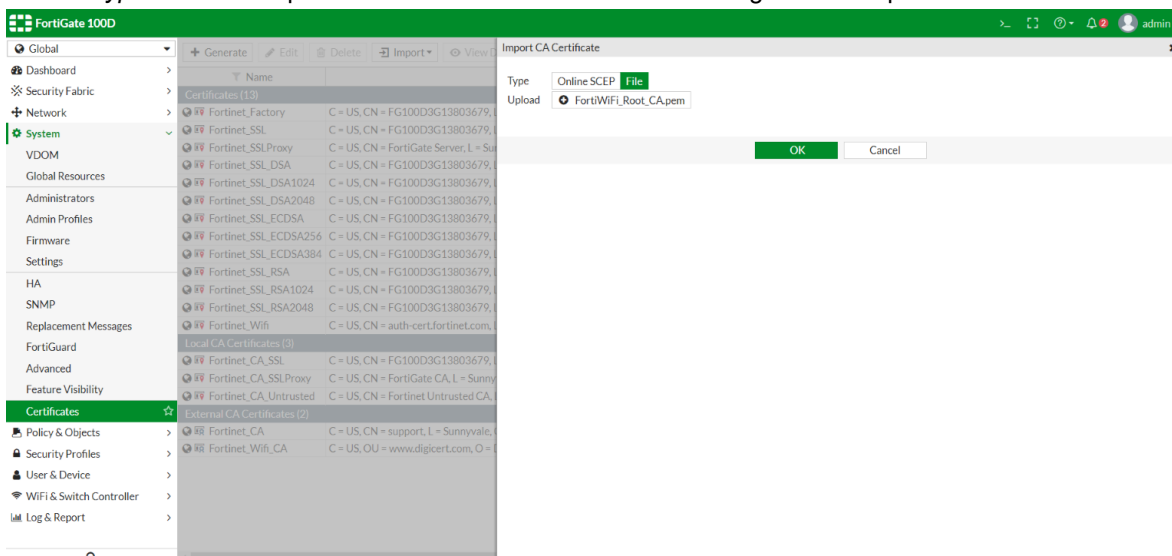 FortiGate 100D
2
admin
Global
Dashboard
Security Fabric
Network
System
VDOM
Global Resources
Administrators
Admin Profiles
Firmware
Settings
HA
SNMP
Replacement Messages
FortiGuard
Advanced
Feature Visibility
Certificates
Policy & Objects
Security Profiles
User & Device
WiFi & Switch Controller
Log & Report
Generate Edit Delete Import View D
Name
Certificates (13)
Fortinet_Factory C = US, CN = FG100D3G13803679,
Fortinet_SSL C = US, CN = FG100D3G13803679,
Fortinet_SSLProxy C = US, CN = FortiGate Server, L = Su
Fortinet_SSL_DSA C = US, CN = FG100D3G13803679,
Fortinet_SSL_DSA1024 C = US, CN = FG100D3G13803679,
Fortinet_SSL_DSA2048 C = US, CN = FG100D3G13803679,
Fortinet_SSL_ECDSA C = US, CN = FG100D3G13803679,
Fortinet_SSL_ECDSA256 C = US, CN = FG100D3G13803679,
Fortinet_SSL_ECDSA384 C = US, CN = FG100D3G13803679,
Fortinet_SSL_RSA C = US, CN = FG100D3G13803679,
Fortinet_SSL_RSA1024 C = US, CN = FG100D3G13803679,
Fortinet_SSL_RSA2048 C = US, CN = FG100D3G13803679,
Fortinet_Wifi C = US, CN = auth-cert.fortinet.com,
Local CA Certificates (3)
Fortinet_CA_SSL C = US, CN = FG100D3G13803679,
Fortinet_CA_SSLProxy C = US, CN = FortiGate CA, L = Sunny
Fortinet_CA_Untrusted C = US, CN = Fortinet Untrusted CA,
External CA Certificates (2)
Fortinet_CA C = US, CN = support, L = Sunnyvale,
Fortinet_Wifi_CA C = US, OU = www.digicert.com, O =
Import CA Certificate
Type Online SCEP File
Upload FortiWiFi_Root_CA.pem
OK Cancel